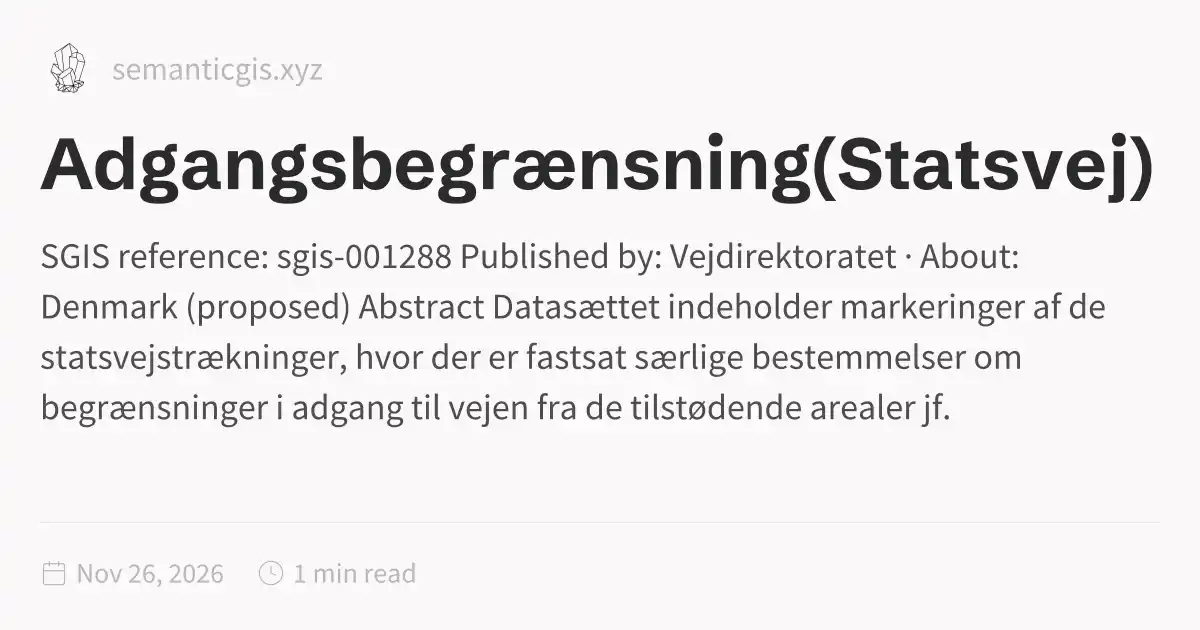 semanticgis.xyz
Adgangsbegrænsning(Statsvej)
SGIS reference: sgis-001288 Published by: Vejdirektoratet · About:
Denmark (proposed) Abstract Datasættet indeholder markeringer af de
statsvejstrækninger, hvor der er fastsat særlige bestemmelser om
begrænsninger i adgang til vejen fra de tilstødende arealer jf.
Nov 26, 2026 1 min read